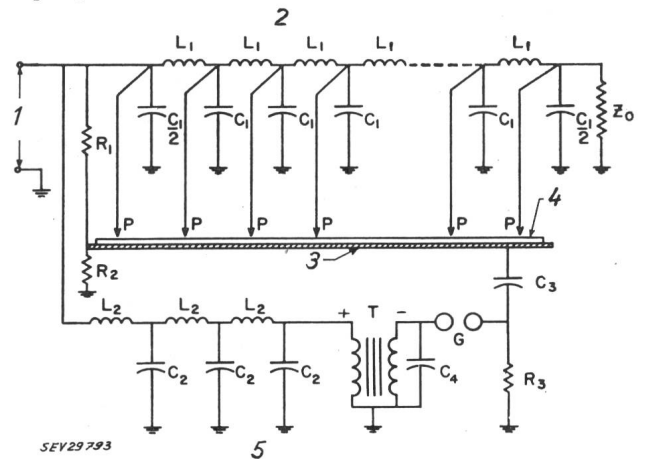 2
L₁ L₁ L₁ L₁ L₁
1
R₁ C₁/2 C₁ C₁ C₁ C₁ C₁/2 Z₀
P P P P P P 4
R₂ 3
C₃
L₂ L₂ L₂ + T −
G
C₂ C₂ C₂ C₄ R₃
SEV29793 5